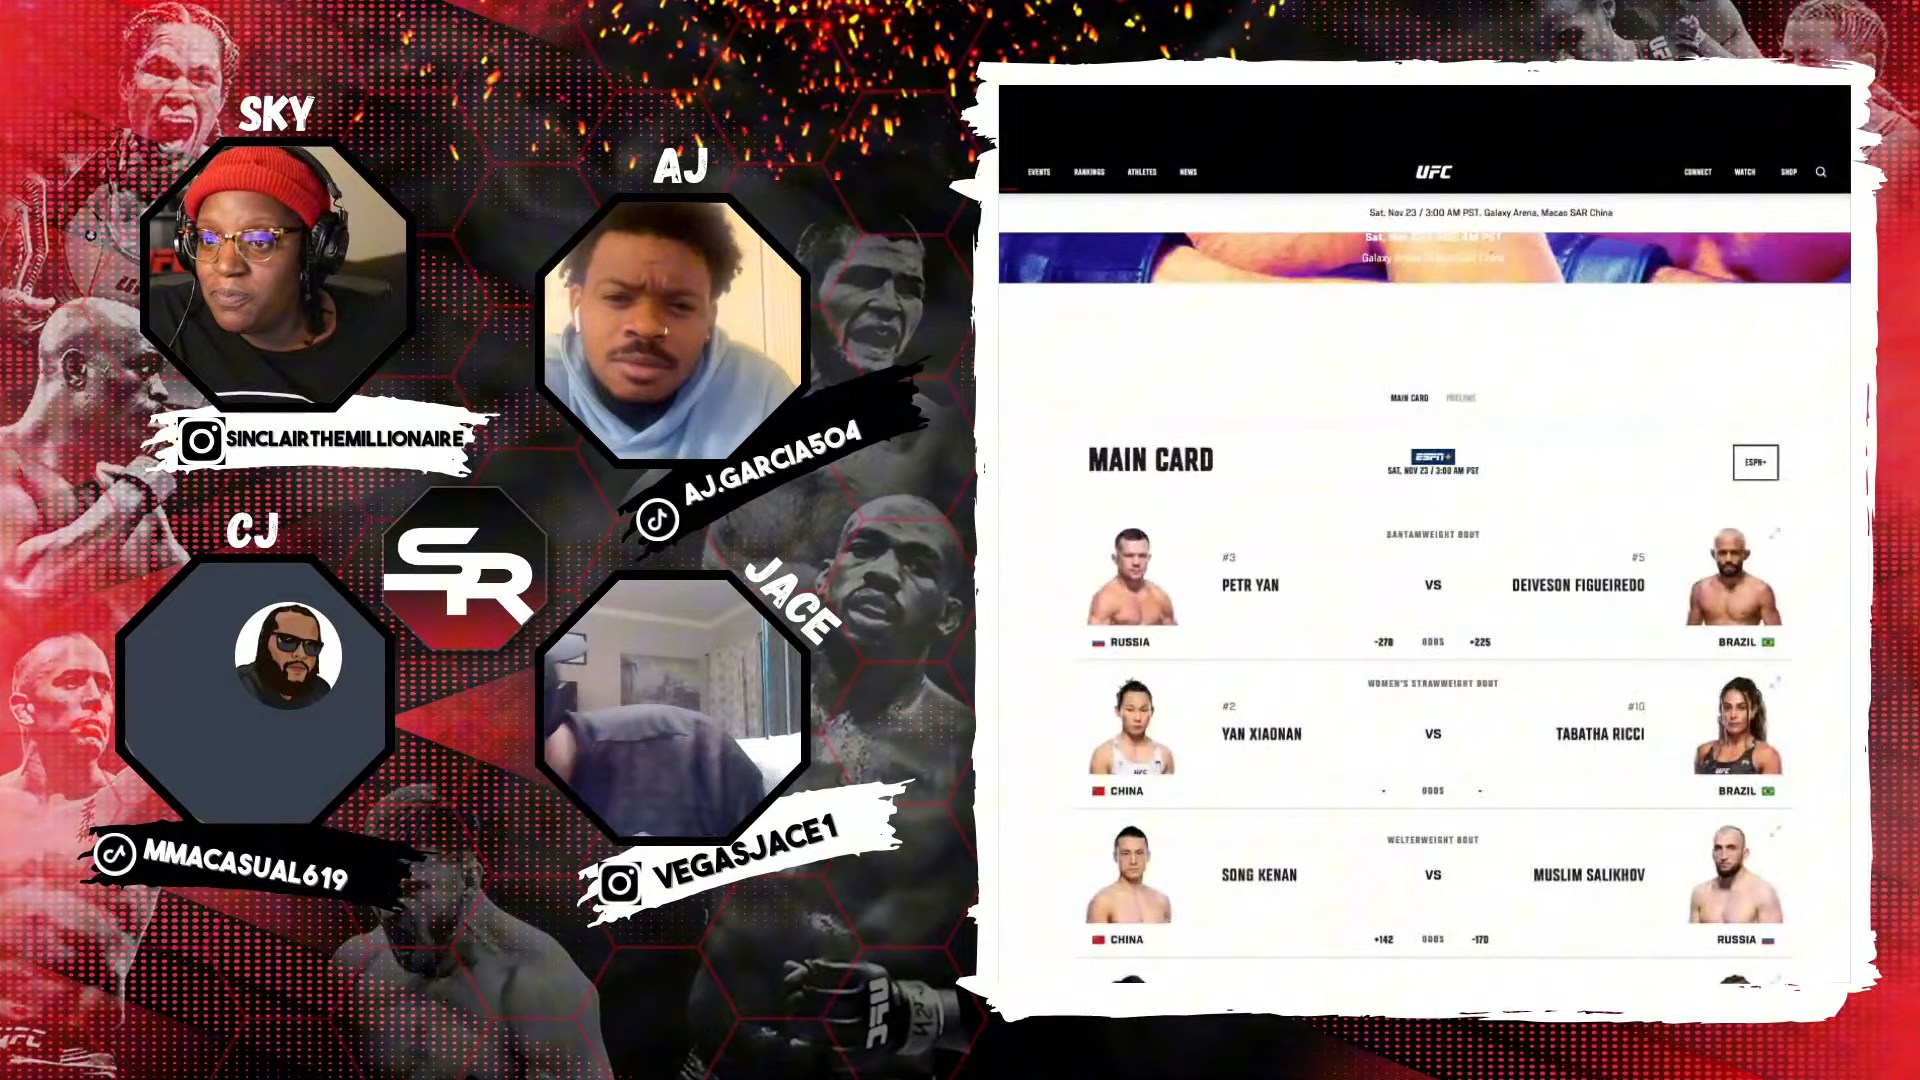 SKY
AJ
SINCLAIRTHEMILLIONAIRE
AJ.GARCIA504
CJ
SR
JACE
MMACASUAL619
VEGASJACE1
EVENTS RANKINGS ATHLETES NEWS UFC CONNECT WATCH SHOP
Sat, Nov 23 / 3:00 AM PST. Galaxy Arena, Macao SAR China
MAIN CARD PRELIMS
MAIN CARD
ESPN+
SAT, NOV 23 / 3:00 AM PST
ESPN+
BANTAMWEIGHT BOUT
#3 #5
PETR YAN VS DEIVESON FIGUEIREDO
RUSSIA -278 ODDS +225 BRAZIL
WOMEN'S STRAWWEIGHT BOUT
#2 #10
YAN XIAONAN VS TABATHA RICCI
CHINA - ODDS - BRAZIL
WELTERWEIGHT BOUT
SONG KENAN VS MUSLIM SALIKHOV
CHINA +142 ODDS -170 RUSSIA